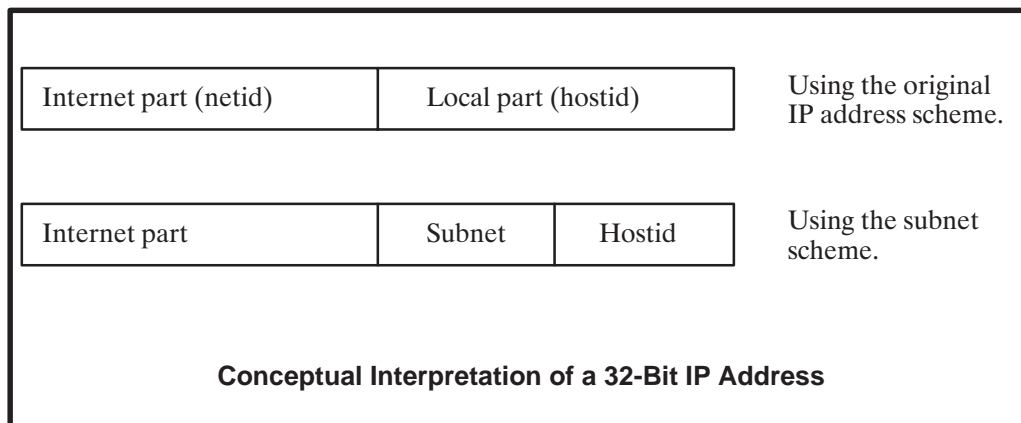 Internet part (netid) Local part (hostid)
Using the original
IP address scheme.
Internet part Subnet Hostid
Using the subnet
scheme.
Conceptual Interpretation of a 32-Bit IP Address